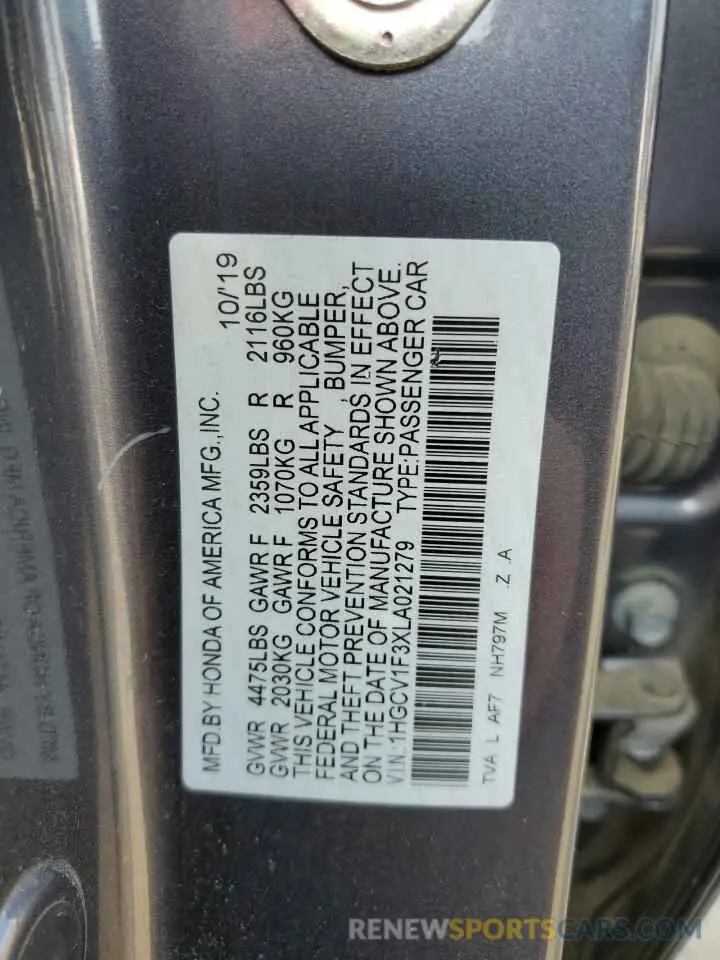 MFD.BY HONDA OF AMERICA MFG.,INC. 10/'19
GVWR 4475LBS GAWR F 2359LBS R 2116LBS
GVWR 2030KG GAWR F 1070KG R 960KG
THIS VEHICLE CONFORMS TO ALL APPLICABLE
FEDERAL MOTOR VEHICLE SAFETY , BUMPER,
AND THEFT PREVENTION STANDARDS IN EFFECT
ON THE DATE OF MANUFACTURE SHOWN ABOVE.
V.I.N.:1HGCV1F3XLA021279 TYPE:PASSENGER CAR
TVA L AF7 NH797M .Z .A
RENEWSPORTSCARS.COM